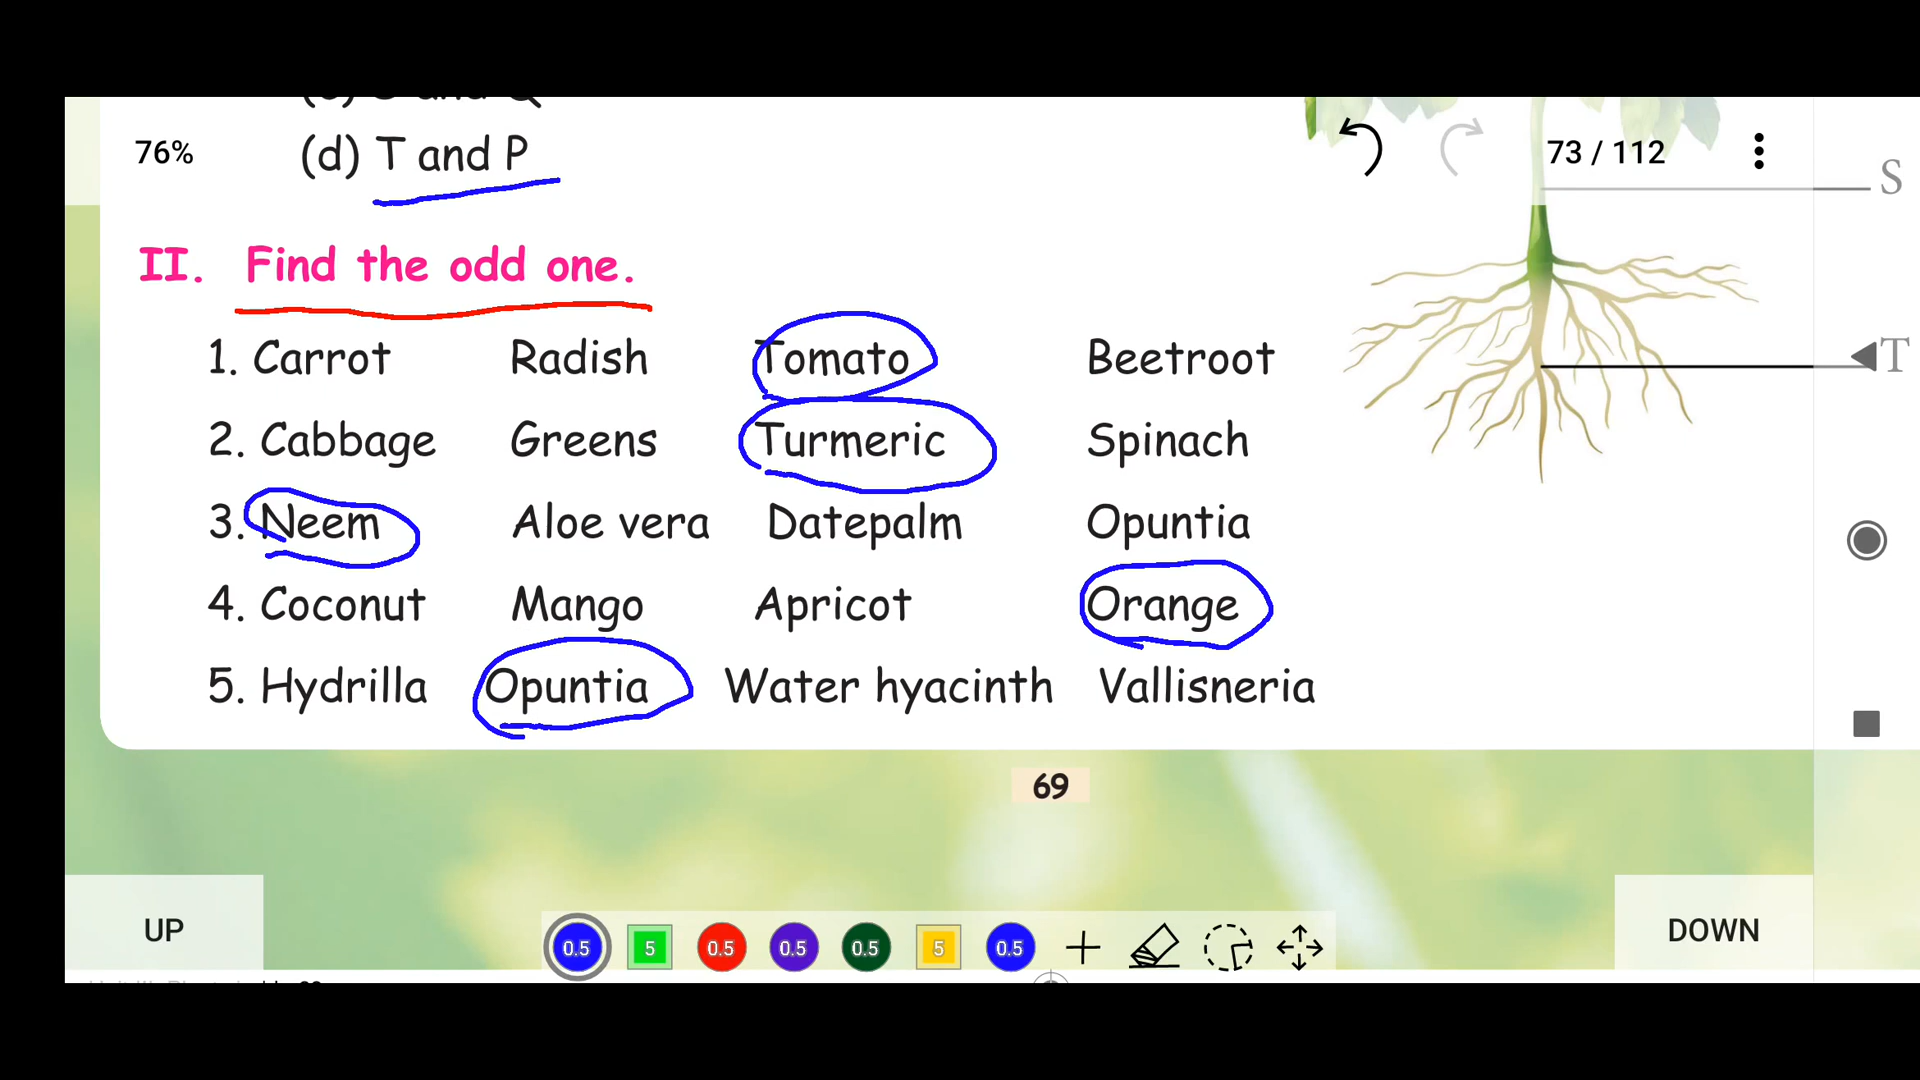 (d) T and P
76%
73 / 112
S
II. Find the odd one.
1. Carrot Radish Tomato Beetroot
T
2. Cabbage Greens Turmeric Spinach
3. Neem Aloe vera Datepalm Opuntia
4. Coconut Mango Apricot Orange
5. Hydrilla Opuntia Water hyacinth Vallisneria
69
UP
DOWN
0.5 5 0.5 0.5 0.5 5 0.5